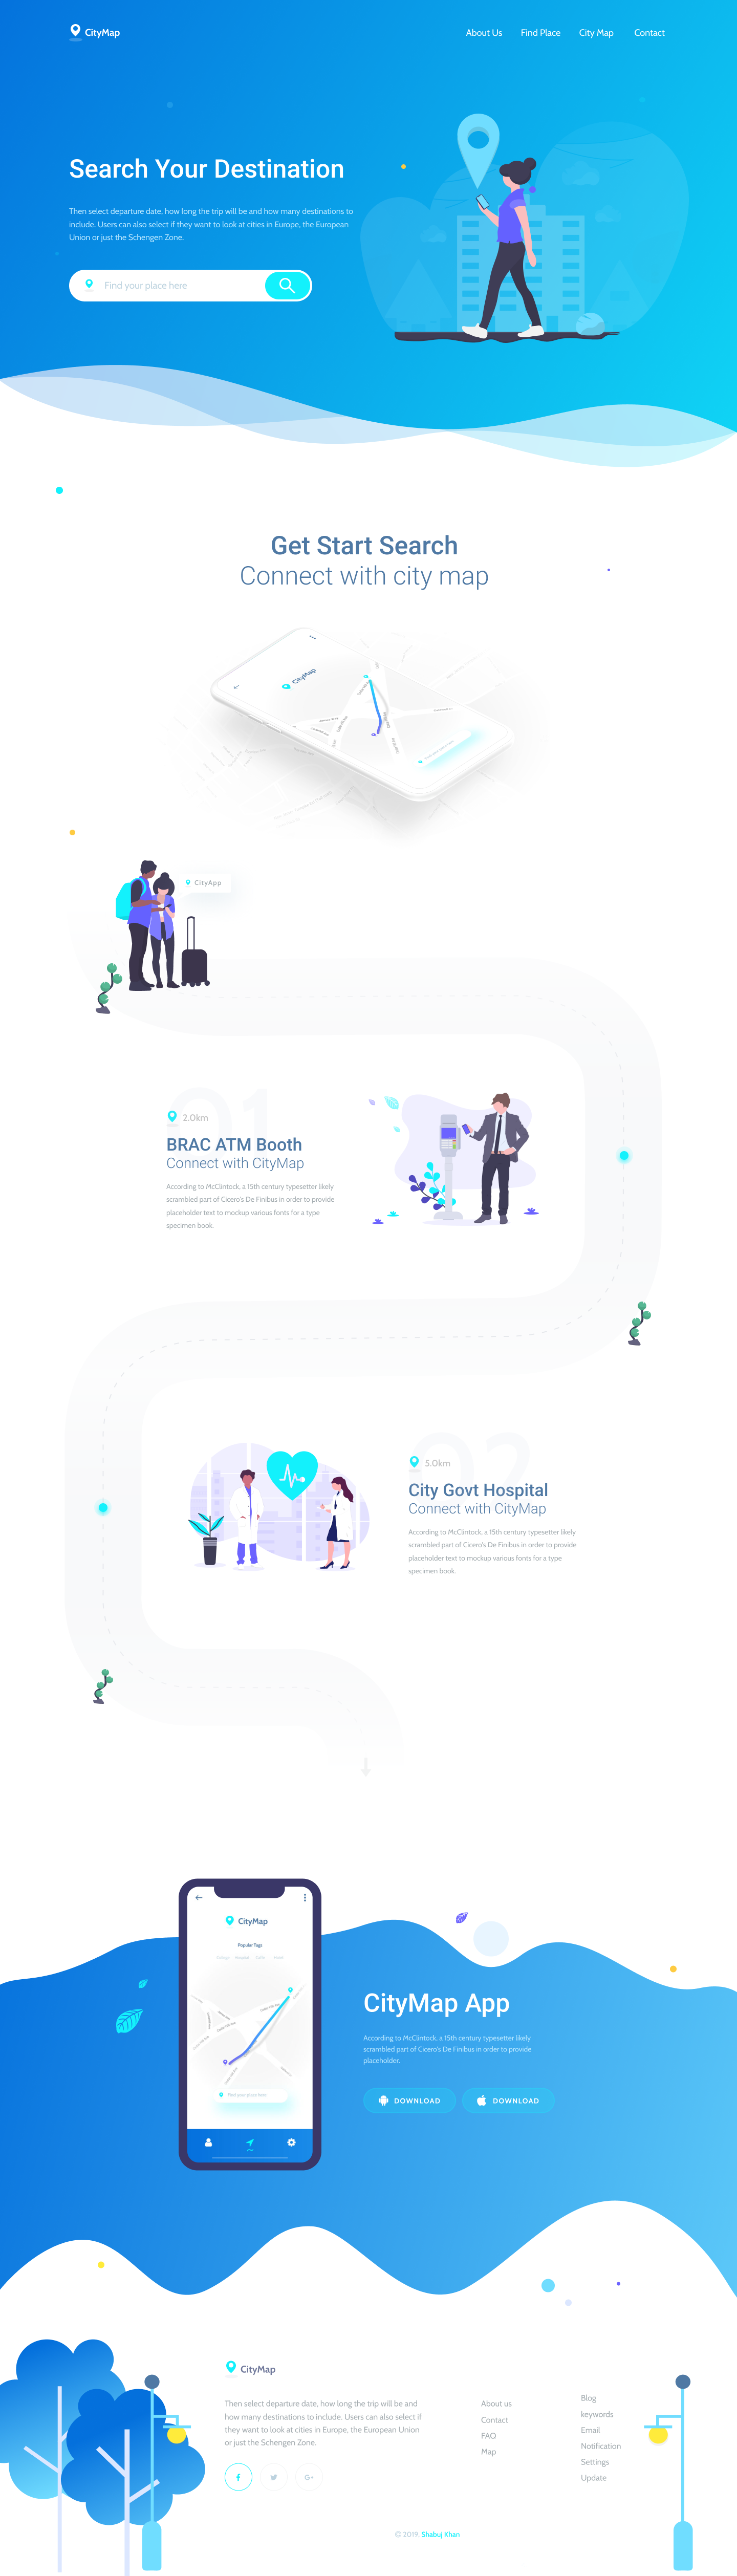 CityMap
About Us
Find Place
City Map
Contact
Search Your Destination
Then select departure date, how long the trip will be and how many destinations to
include. Users can also select if they want to look at cities in Europe, the European
Union or just the Schengen Zone.
Find your place here
Get Start Search
Connect with city map
CityMap
CityApp
01
2.0km
BRAC ATM Booth
Connect with CityMap
According to McClintock, a 15th century typesetter likely
scrambled part of Cicero's De Finibus in order to provide
placeholder text to mockup various fonts for a type
specimen book.
02
5.0km
City Govt Hospital
Connect with CityMap
According to McClintock, a 15th century typesetter likely
scrambled part of Cicero's De Finibus in order to provide
placeholder text to mockup various fonts for a type
specimen book.
CityMap
Popular Tags
Find your place here
CityMap App
According to McClintock, a 15th century typesetter likely
scrambled part of Cicero's De Finibus in order to provide
placeholder.
DOWNLOAD
DOWNLOAD
CityMap
Then select departure date, how long the trip will be and
how many destinations to include. Users can also select if
they want to look at cities in Europe, the European Union
or just the Schengen Zone.
About us
Contact
FAQ
Map
Blog
keywords
Email
Notification
Settings
Update
© 2019, Shabuj Khan